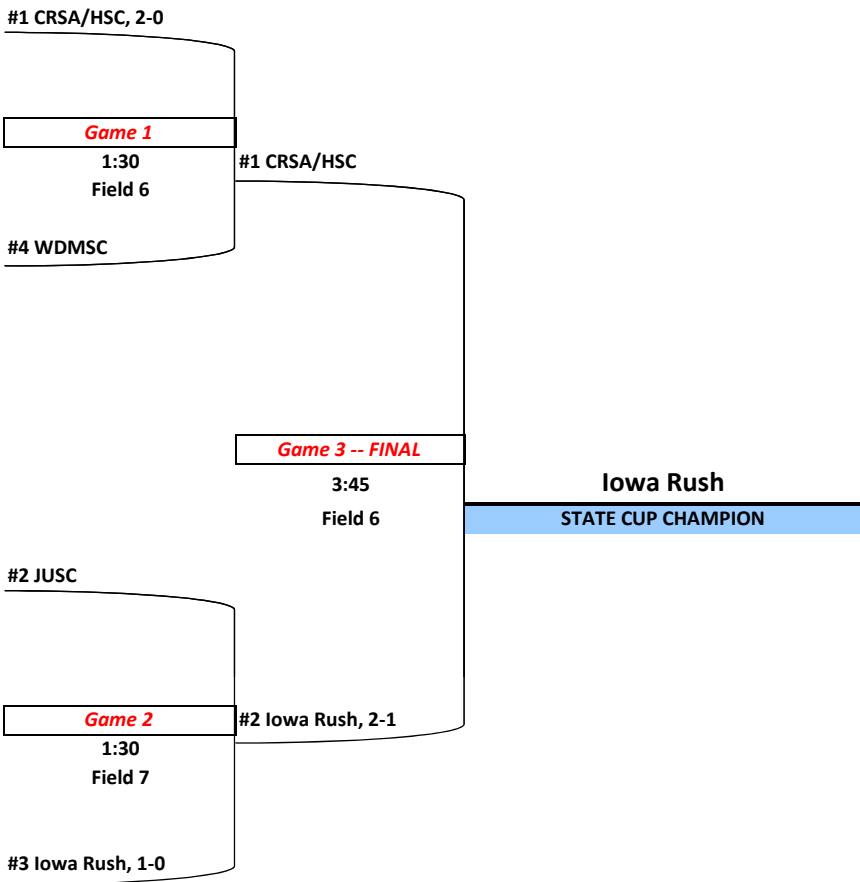 #1 CRSA/HSC, 2-0
Game 1
1:30
#1 CRSA/HSC
Field 6
#4 WDMSC
Game 3 -- FINAL
3:45
Iowa Rush
Field 6
STATE CUP CHAMPION
#2 JUSC
Game 2
#2 Iowa Rush, 2-1
1:30
Field 7
#3 Iowa Rush, 1-0